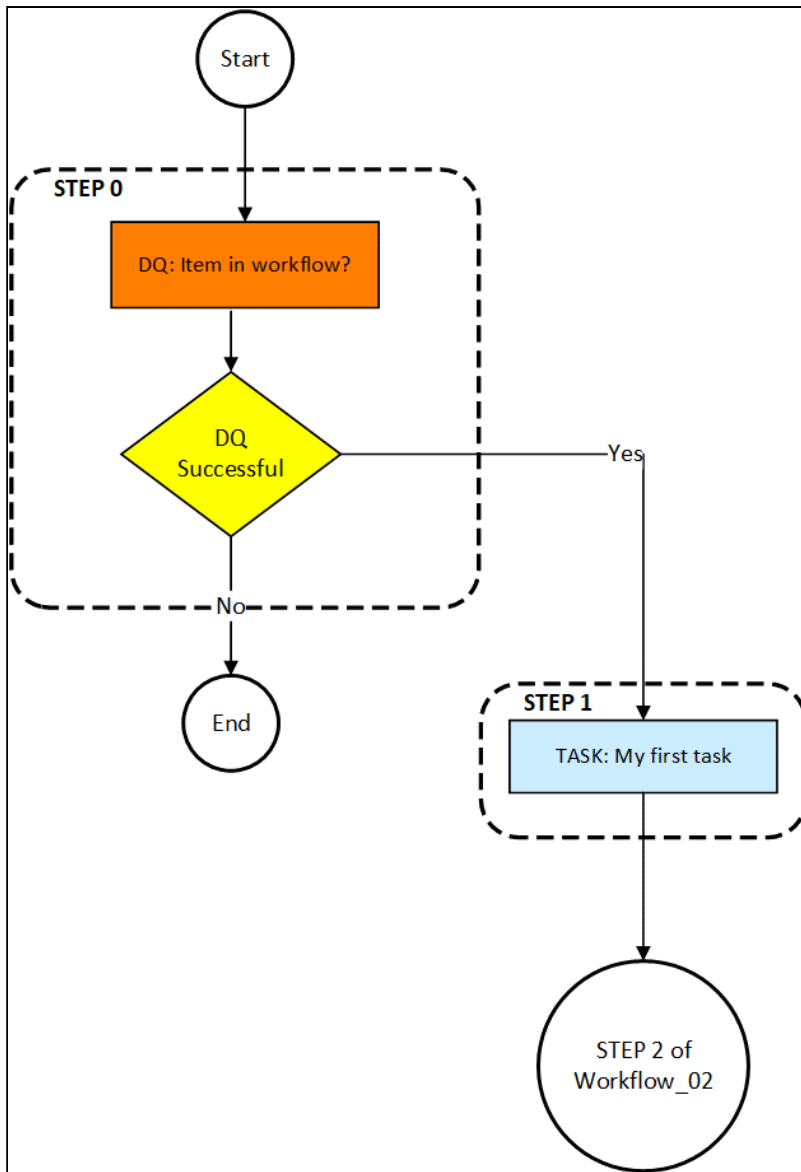 Start
STEP 0
DQ: Item in workflow?
DQ
Successful
Yes
No
End
STEP 1
TASK: My first task
STEP 2 of
Workflow_02